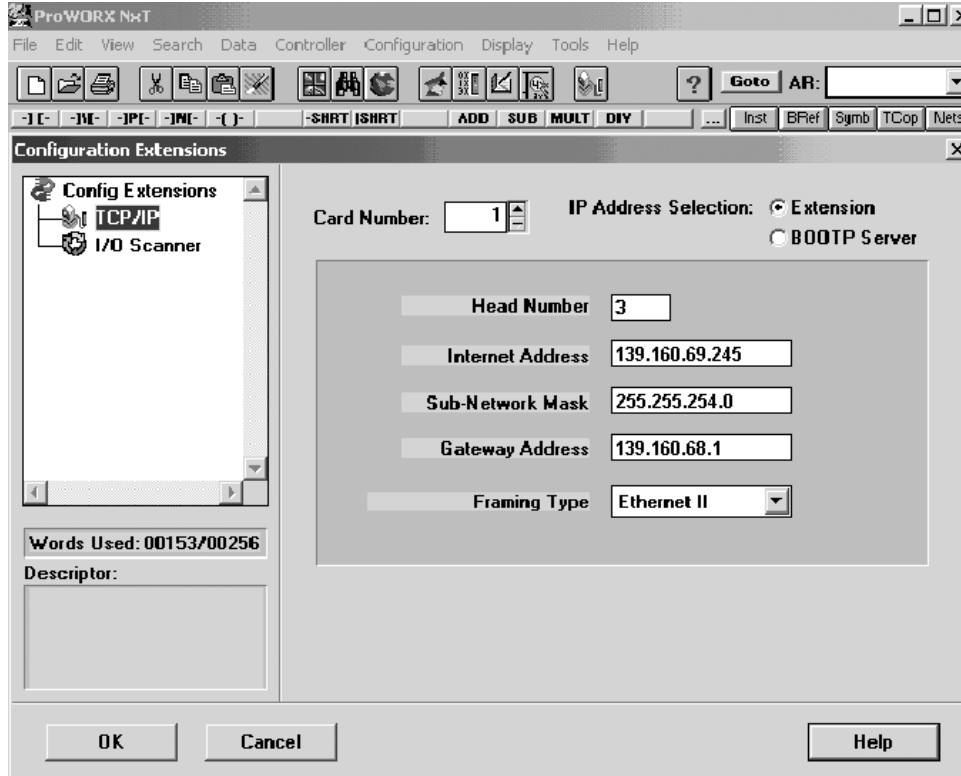 ProWORX NxT
File Edit View Search Data Controller Configuration Display Tools Help
? Goto AR:
-] [- -]\[- -]P[- -]N[- -( )- -SHRT |SHRT ADD SUB MULT DIV ... Inst BRef Symb TCop Nets
Configuration Extensions
Config Extensions
TCP/IP
I/O Scanner
Card Number: 1
IP Address Selection: Extension
BOOTP Server
Head Number 3
Internet Address 139.160.69.245
Sub-Network Mask 255.255.254.0
Gateway Address 139.160.68.1
Framing Type Ethernet II
Words Used: 00153/00256
Descriptor:
OK Cancel Help